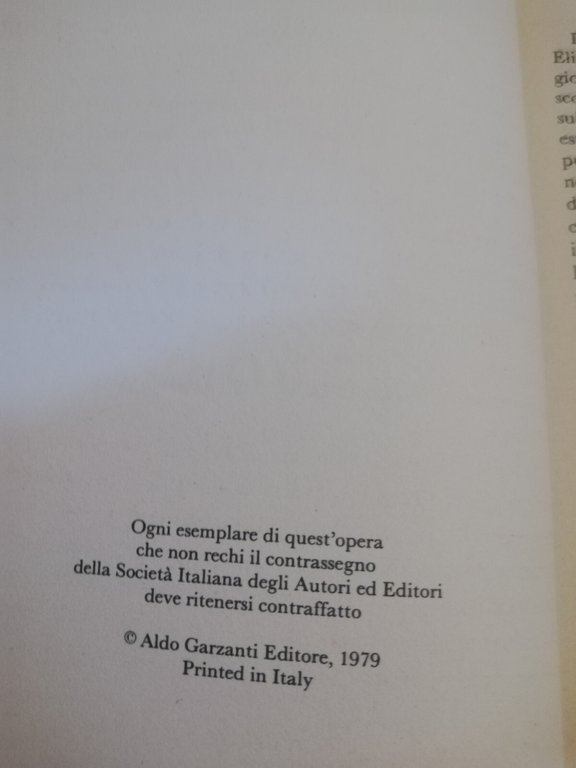 Ogni esemplare di quest'opera
che non rechi il contrassegno
della Società Italiana degli Autori ed Editori
deve ritenersi contraffatto
© Aldo Garzanti Editore, 1979
Printed in Italy